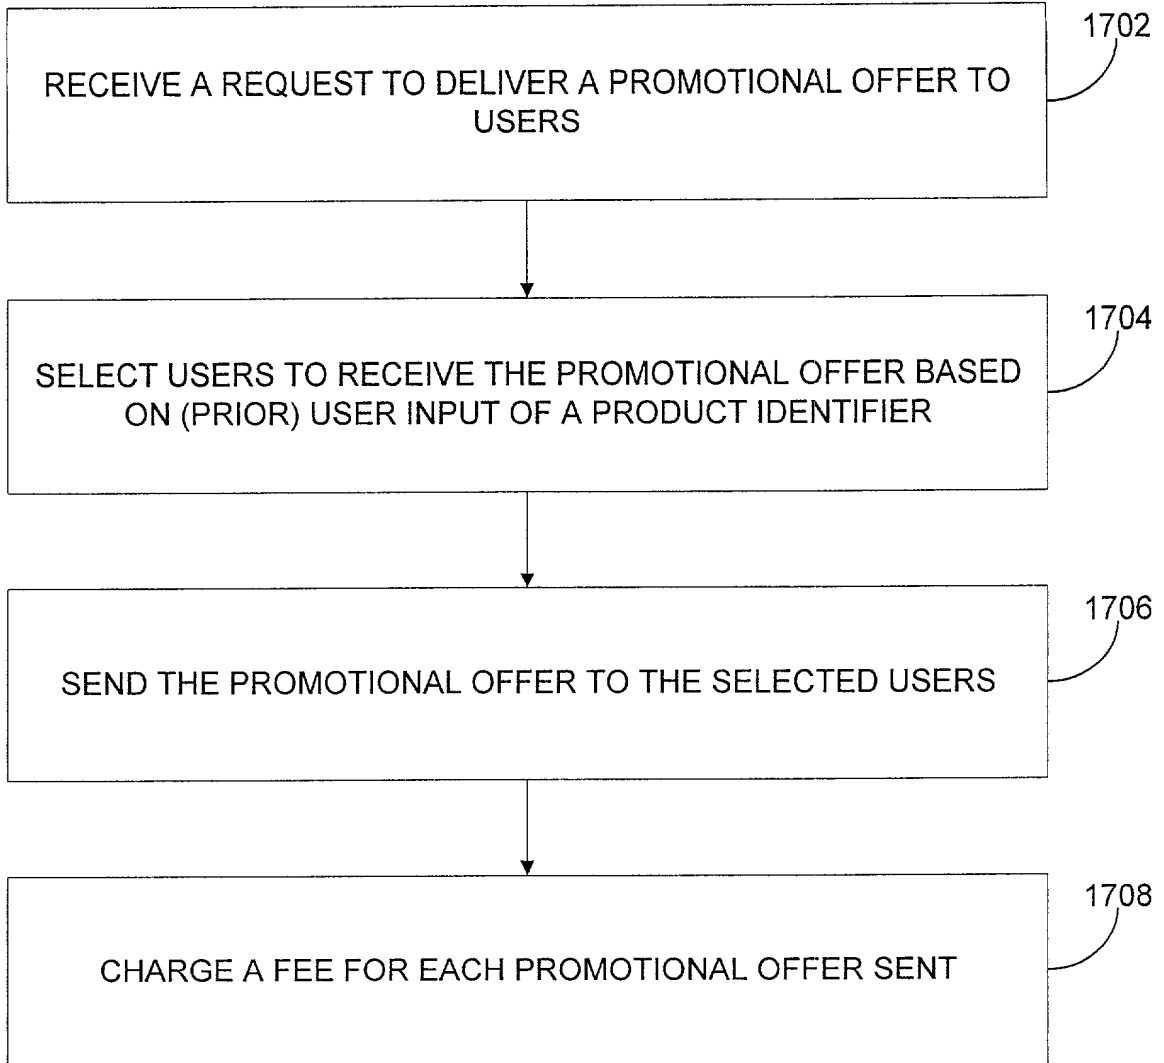 1702
RECEIVE A REQUEST TO DELIVER A PROMOTIONAL OFFER TO
USERS
1704
SELECT USERS TO RECEIVE THE PROMOTIONAL OFFER BASED
ON (PRIOR) USER INPUT OF A PRODUCT IDENTIFIER
1706
SEND THE PROMOTIONAL OFFER TO THE SELECTED USERS
1708
CHARGE A FEE FOR EACH PROMOTIONAL OFFER SENT